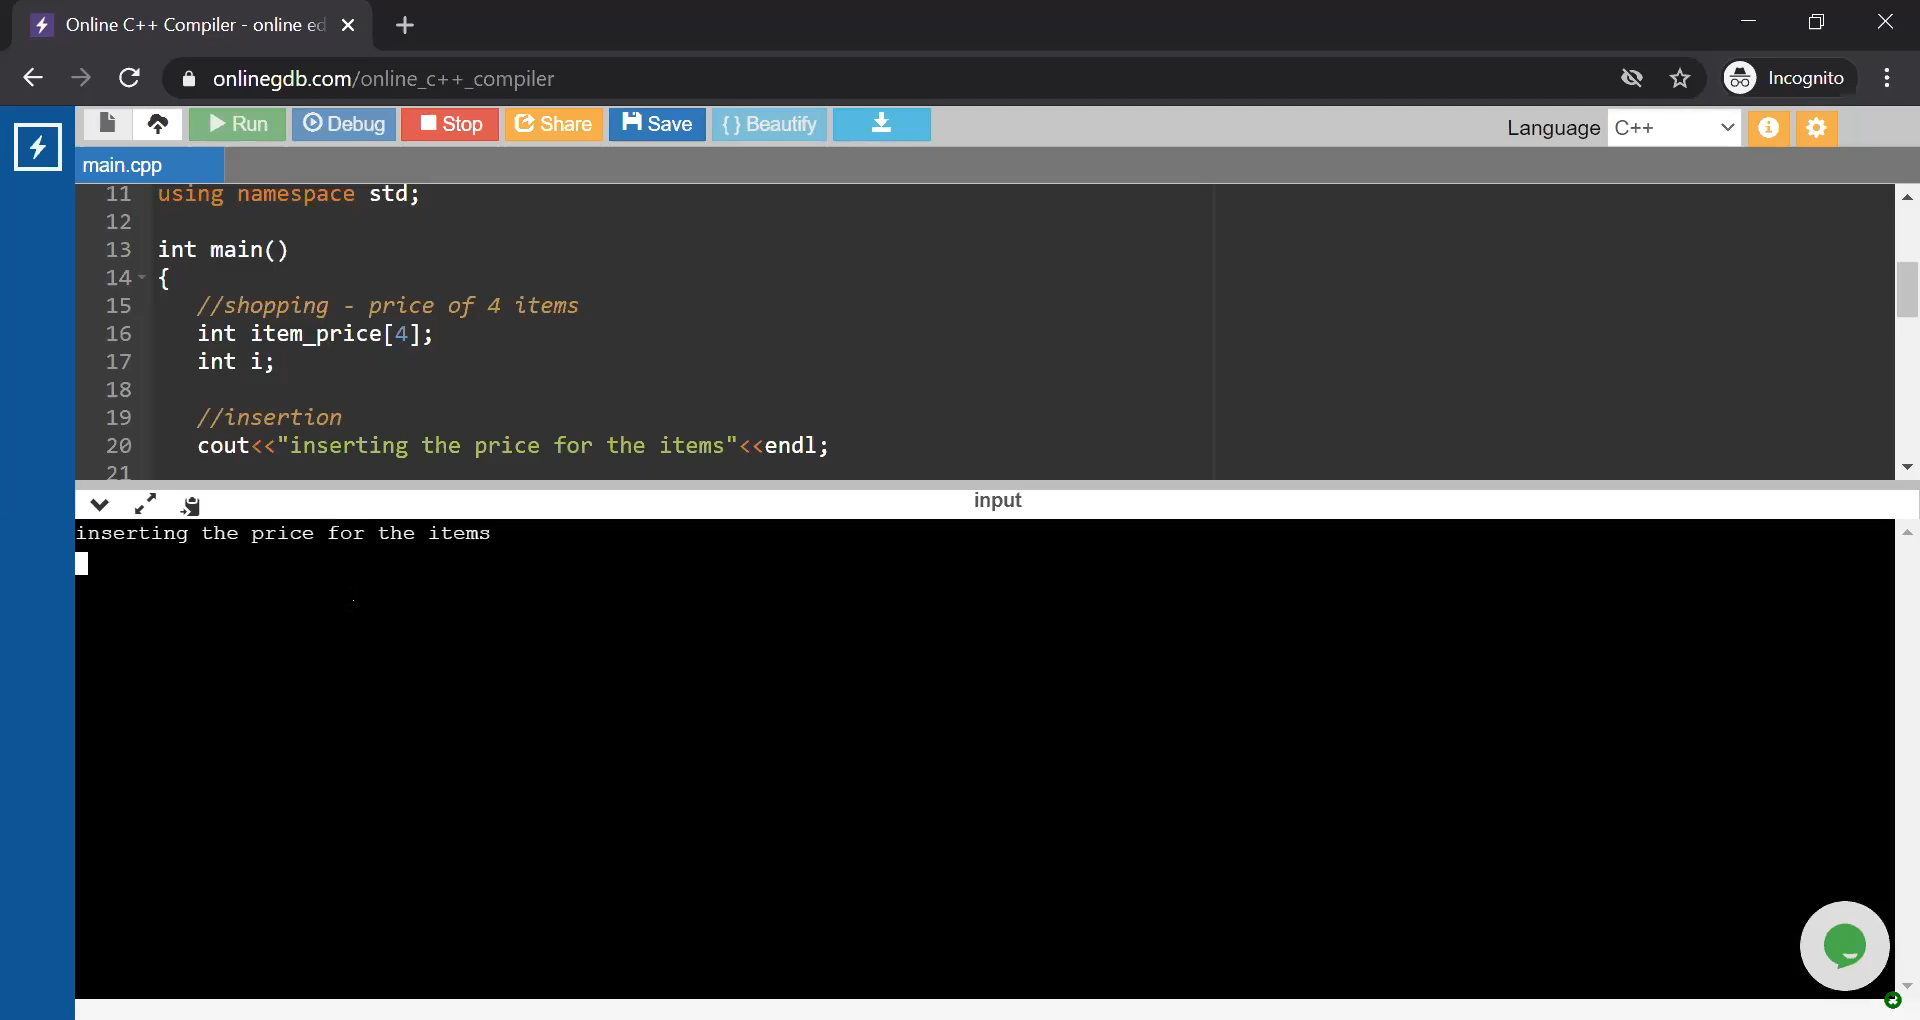 Online C++ Compiler - online ed
onlinegdb.com/online_c++_compiler
Incognito
Run
Debug
Stop
Share
Save
{ } Beautify
Language
C++
main.cpp
11 using namespace std;
12
13 int main()
14 {
15 //shopping - price of 4 items
16 int item_price[4];
17 int i;
18
19 //insertion
20 cout<<"inserting the price for the items"<<endl;
21
input
inserting the price for the items